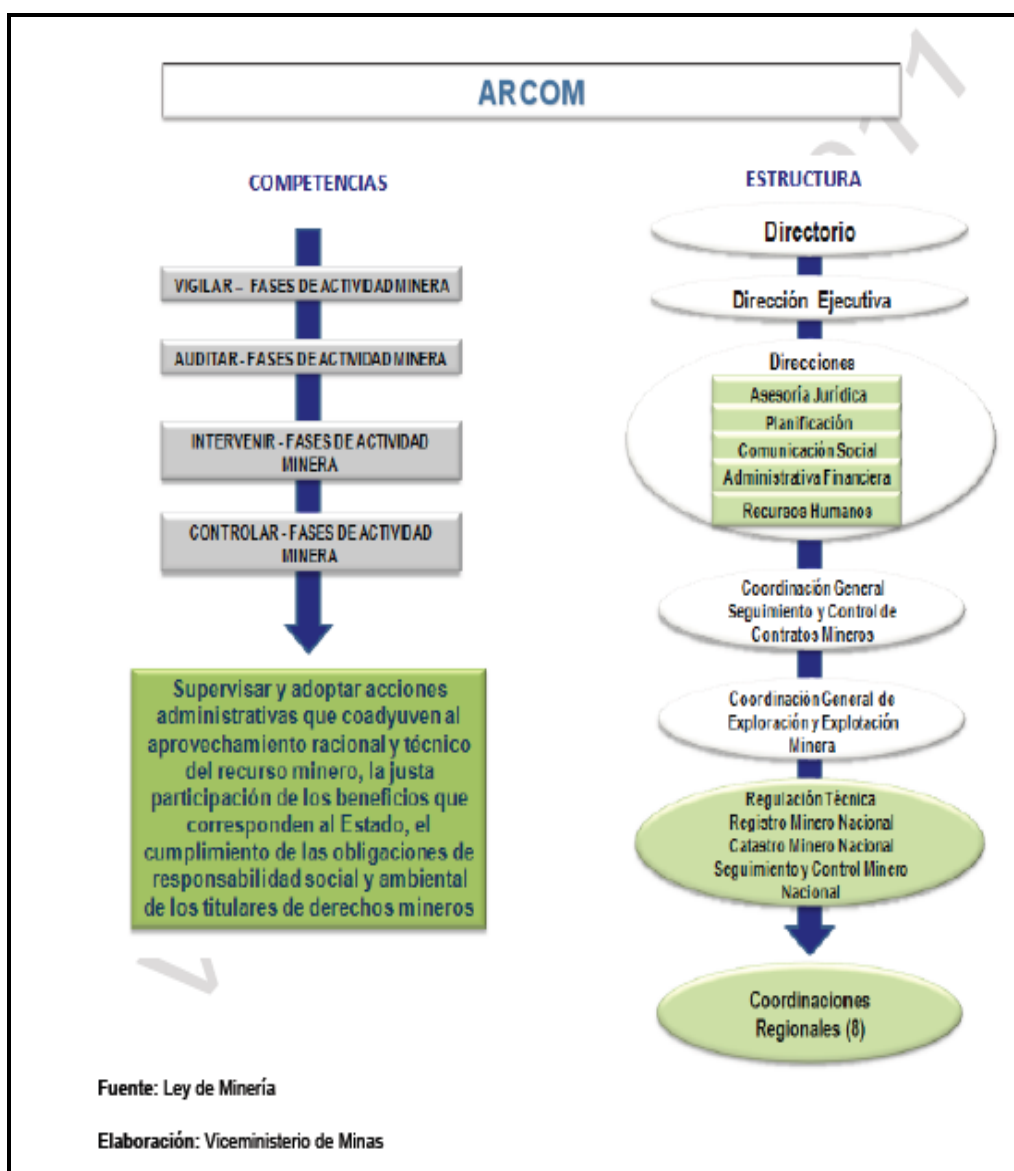 ARCOM
COMPETENCIAS
VIGILAR – FASES DE ACTIVIDAD MINERA
AUDITAR - FASES DE ACTIVIDAD MINERA
INTERVENIR - FASES DE ACTIVIDAD
MINERA
CONTROLAR - FASES DE ACTIVIDAD
MINERA
Supervisar y adoptar acciones
administrativas que coadyuven al
aprovechamiento racional y técnico
del recurso minero, la justa
participación de los beneficios que
corresponden al Estado, el
cumplimiento de las obligaciones de
responsabilidad social y ambiental
de los titulares de derechos mineros
ESTRUCTURA
Directorio
Dirección Ejecutiva
Direcciones
Asesoría Jurídica
Planificación
Comunicación Social
Administrativa Financiera
Recursos Humanos
Coordinación General
Seguimiento y Control de
Contratos Mineros
Coordinación General de
Exploración y Explotación
Minera
Regulación Técnica
Registro Minero Nacional
Catastro Minero Nacional
Seguimiento y Control Minero
Nacional
Coordinaciones
Regionales (8)
Fuente: Ley de Minería
Elaboración: Viceministerio de Minas